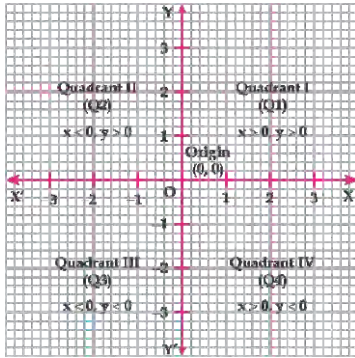 Y
3
Quadrant II
(Q2)
x < 0, y > 0
2
Quadrant I
(Q1)
x > 0, y > 0
1
Origin
(0, 0)
X'
-3
-2
-1
O
1
2
3
X
-1
Quadrant III
(Q3)
x < 0, y < 0
-2
Quadrant IV
(Q4)
x > 0, y < 0
-3
Y'